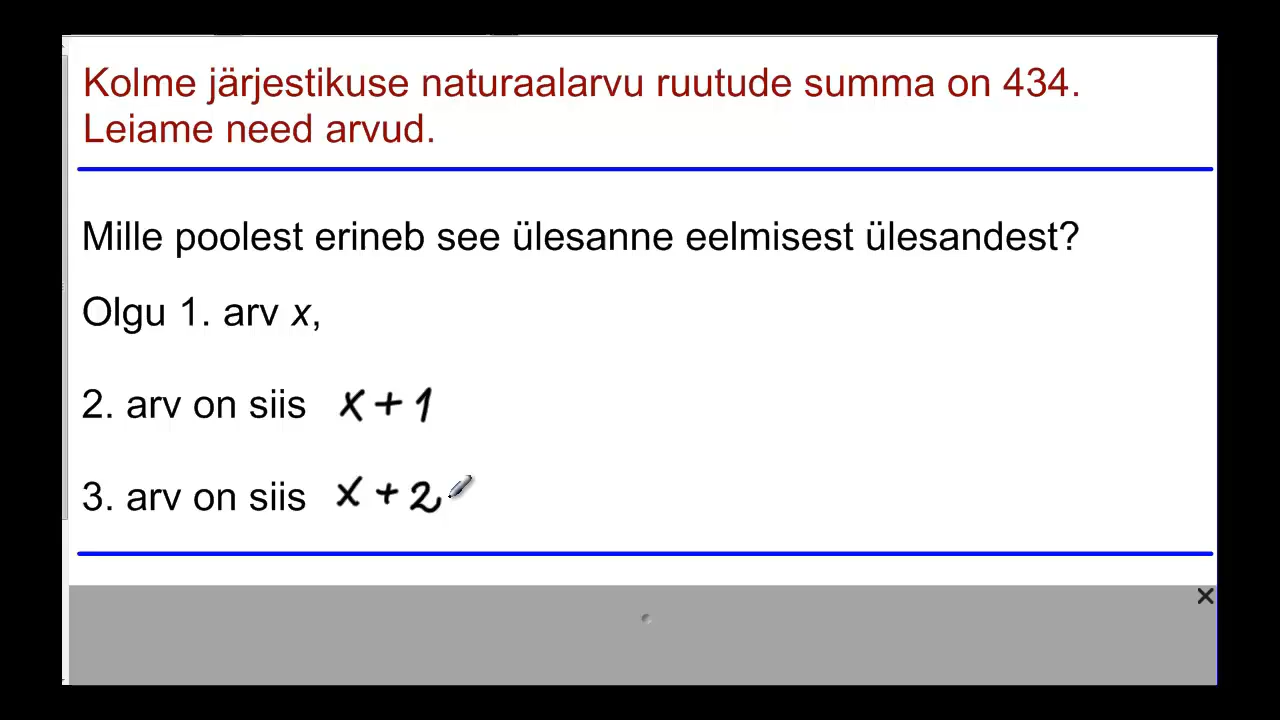 Kolme järjestikuse naturaalarvu ruutude summa on 434.
Leiame need arvud.
Mille poolest erineb see ülesanne eelmisest ülesandest?
Olgu 1. arv x,
2. arv on siis x + 1
3. arv on siis x + 2